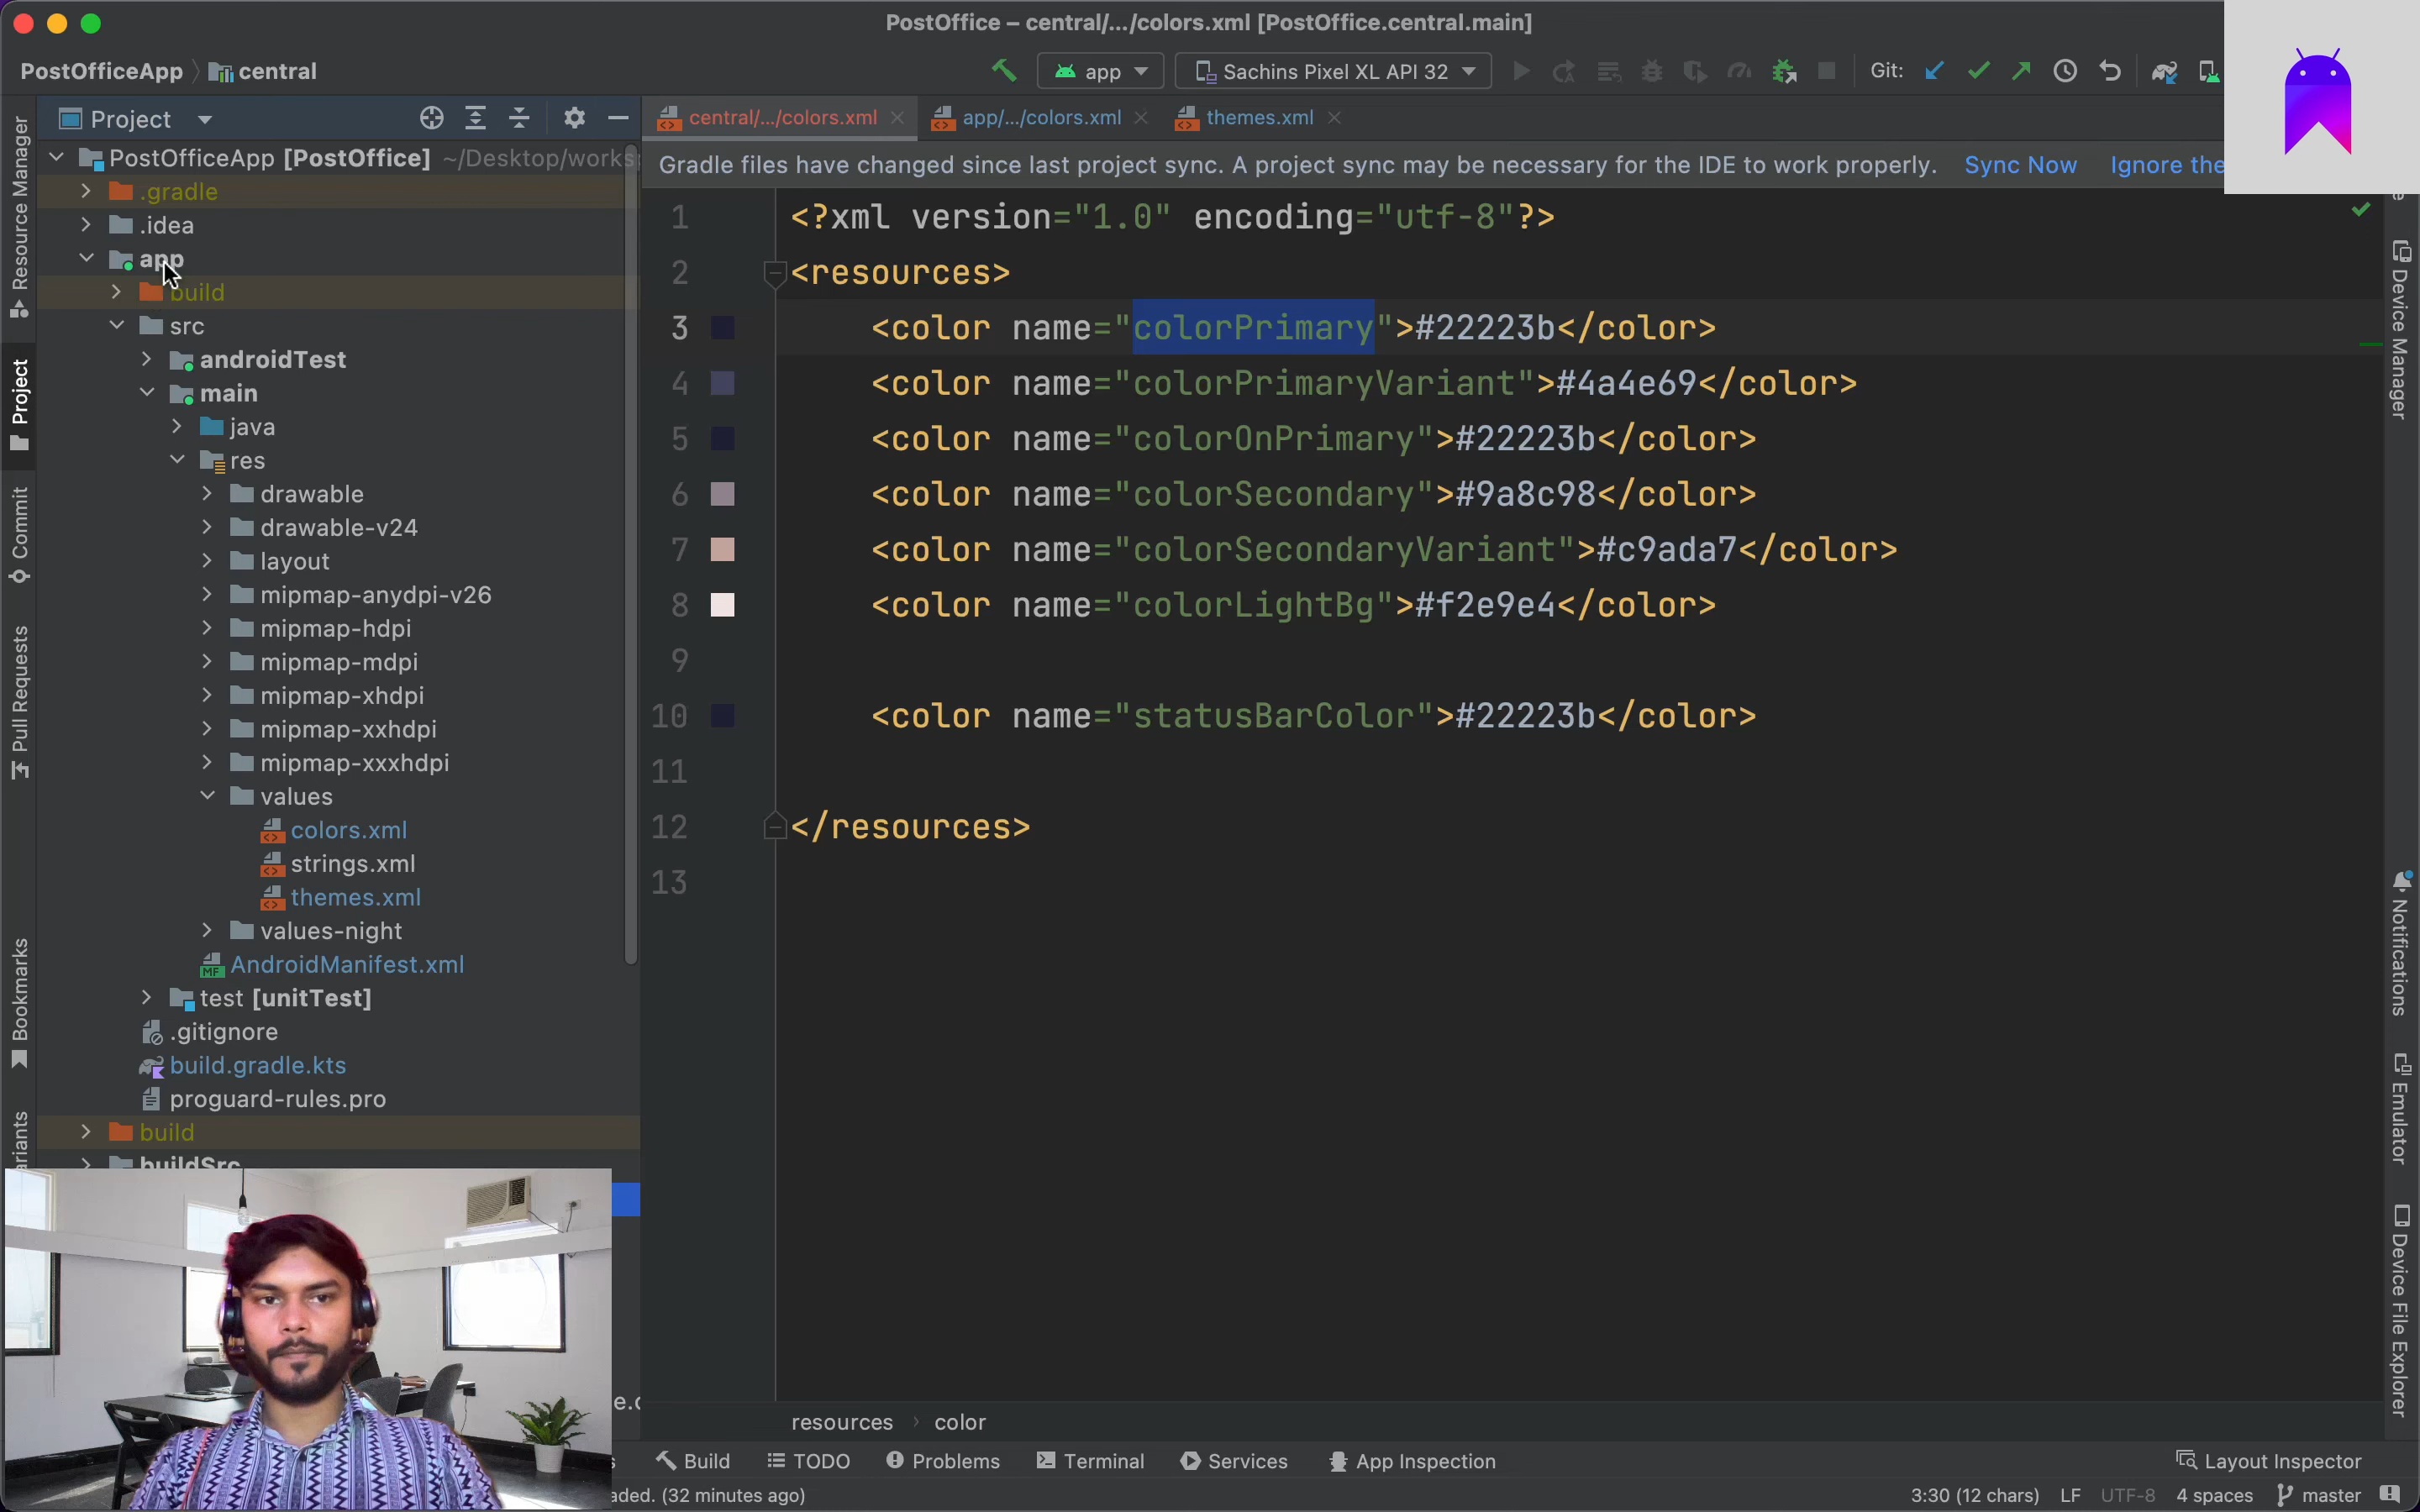 PostOffice – central/.../colors.xml [PostOffice.central.main]
PostOfficeApp central
app
Sachins Pixel XL API 32
Git:
Project
central/.../colors.xml
app/.../colors.xml
themes.xml
PostOfficeApp [PostOffice] ~/Desktop/works
Gradle files have changed since last project sync. A project sync may be necessary for the IDE to work properly. Sync Now Ignore the
.gradle
.idea
app
build
src
androidTest
main
java
res
drawable
drawable-v24
layout
mipmap-anydpi-v26
mipmap-hdpi
mipmap-mdpi
mipmap-xhdpi
mipmap-xxhdpi
mipmap-xxxhdpi
values
colors.xml
strings.xml
themes.xml
values-night
AndroidManifest.xml
test [unitTest]
.gitignore
build.gradle.kts
proguard-rules.pro
build
buildSrc
1 <?xml version="1.0" encoding="utf-8"?>
2 <resources>
3 <color name="colorPrimary">#22223b</color>
4 <color name="colorPrimaryVariant">#4a4e69</color>
5 <color name="colorOnPrimary">#22223b</color>
6 <color name="colorSecondary">#9a8c98</color>
7 <color name="colorSecondaryVariant">#c9ada7</color>
8 <color name="colorLightBg">#f2e9e4</color>
9
10 <color name="statusBarColor">#22223b</color>
11
12 </resources>
13
Resource Manager
Project
Commit
Pull Requests
Bookmarks
ariants
Device Manager
Notifications
Emulator
Device File Explorer
resources color
Build
TODO
Problems
Terminal
Services
App Inspection
Layout Inspector
aded. (32 minutes ago)
3:30 (12 chars) LF UTF-8 4 spaces master